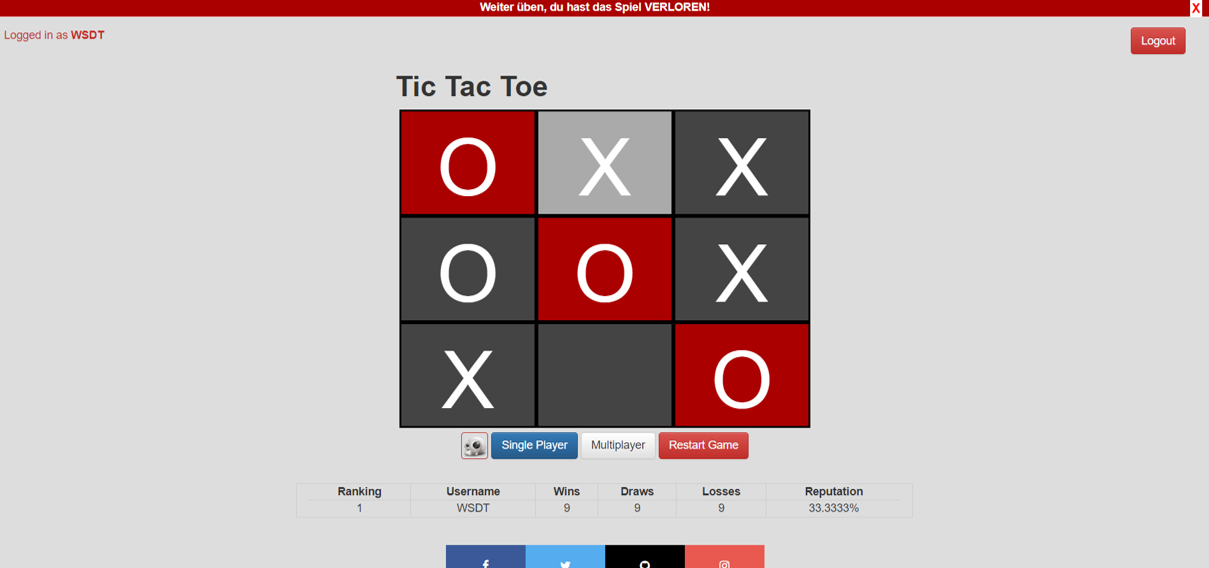 Weiter üben, du hast das Spiel VERLOREN!
X
Logged in as WSDT
Logout
Tic Tac Toe
O X X
O O X
X O
Single Player Multiplayer Restart Game
Ranking Username Wins Draws Losses Reputation
1 WSDT 9 9 9 33.3333%